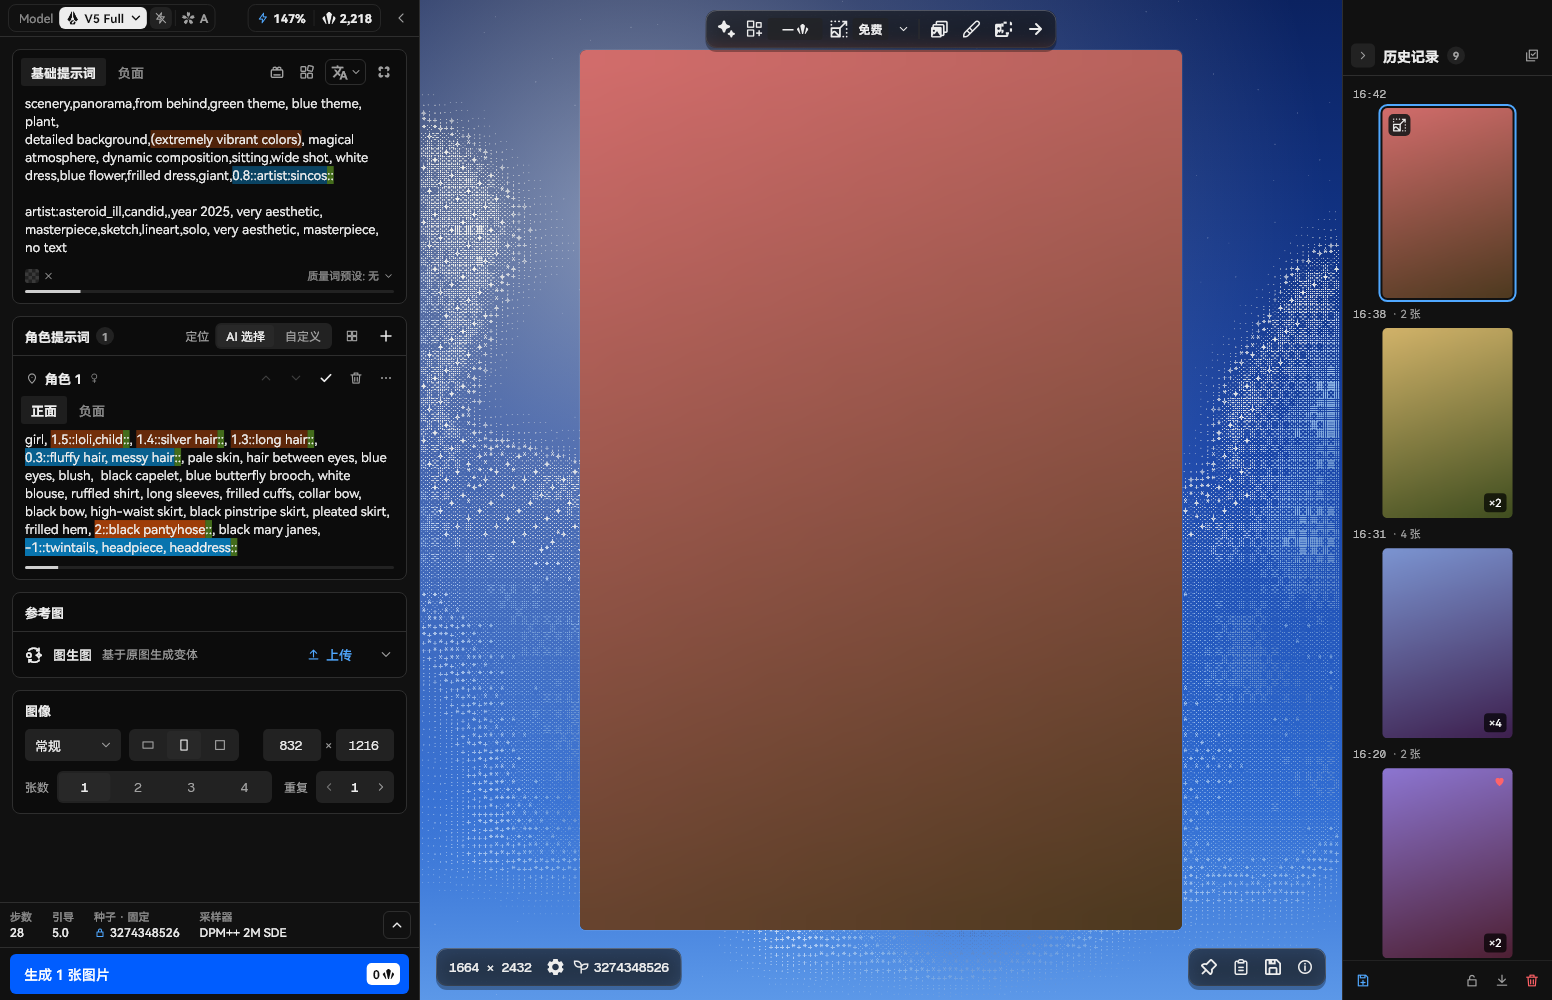 Model V5 Full A 147% 2,218
基础提示词 负面
scenery,panorama,from behind,green theme, blue theme,
plant,
detailed background,(extremely vibrant colors), magical
atmosphere, dynamic composition,sitting,wide shot, white
dress,blue flower,frilled dress,giant,0.8::artist:sincos::
artist:asteroid_ill,candid,,year 2025, very aesthetic,
masterpiece,sketch,lineart,solo, very aesthetic, masterpiece,
no text
质量词预设: 无
角色提示词 1 定位 AI 选择 自定义
角色 1
正面 负面
girl, 1.5::loli,child::, 1.4::silver hair::, 1.3::long hair::,
0.3::fluffy hair, messy hair::, pale skin, hair between eyes, blue
eyes, blush, black capelet, blue butterfly brooch, white
blouse, ruffled shirt, long sleeves, frilled cuffs, collar bow,
black bow, high-waist skirt, black pinstripe skirt, pleated skirt,
frilled hem, 2::black pantyhose::, black mary janes,
-1::twintails, headpiece, headdress::
参考图
图生图 基于原图生成变体 上传
图像
常规 832 × 1216
张数 1 2 3 4 重复 1
步数 引导 种子 · 固定 采样器
28 5.0 3274348526 DPM++ 2M SDE
生成 1 张图片 0
免费
1664 × 2432 3274348526
历史记录 9
16:42
16:38 · 2 张
×2
16:31 · 4 张
×4
16:20 · 2 张
×2